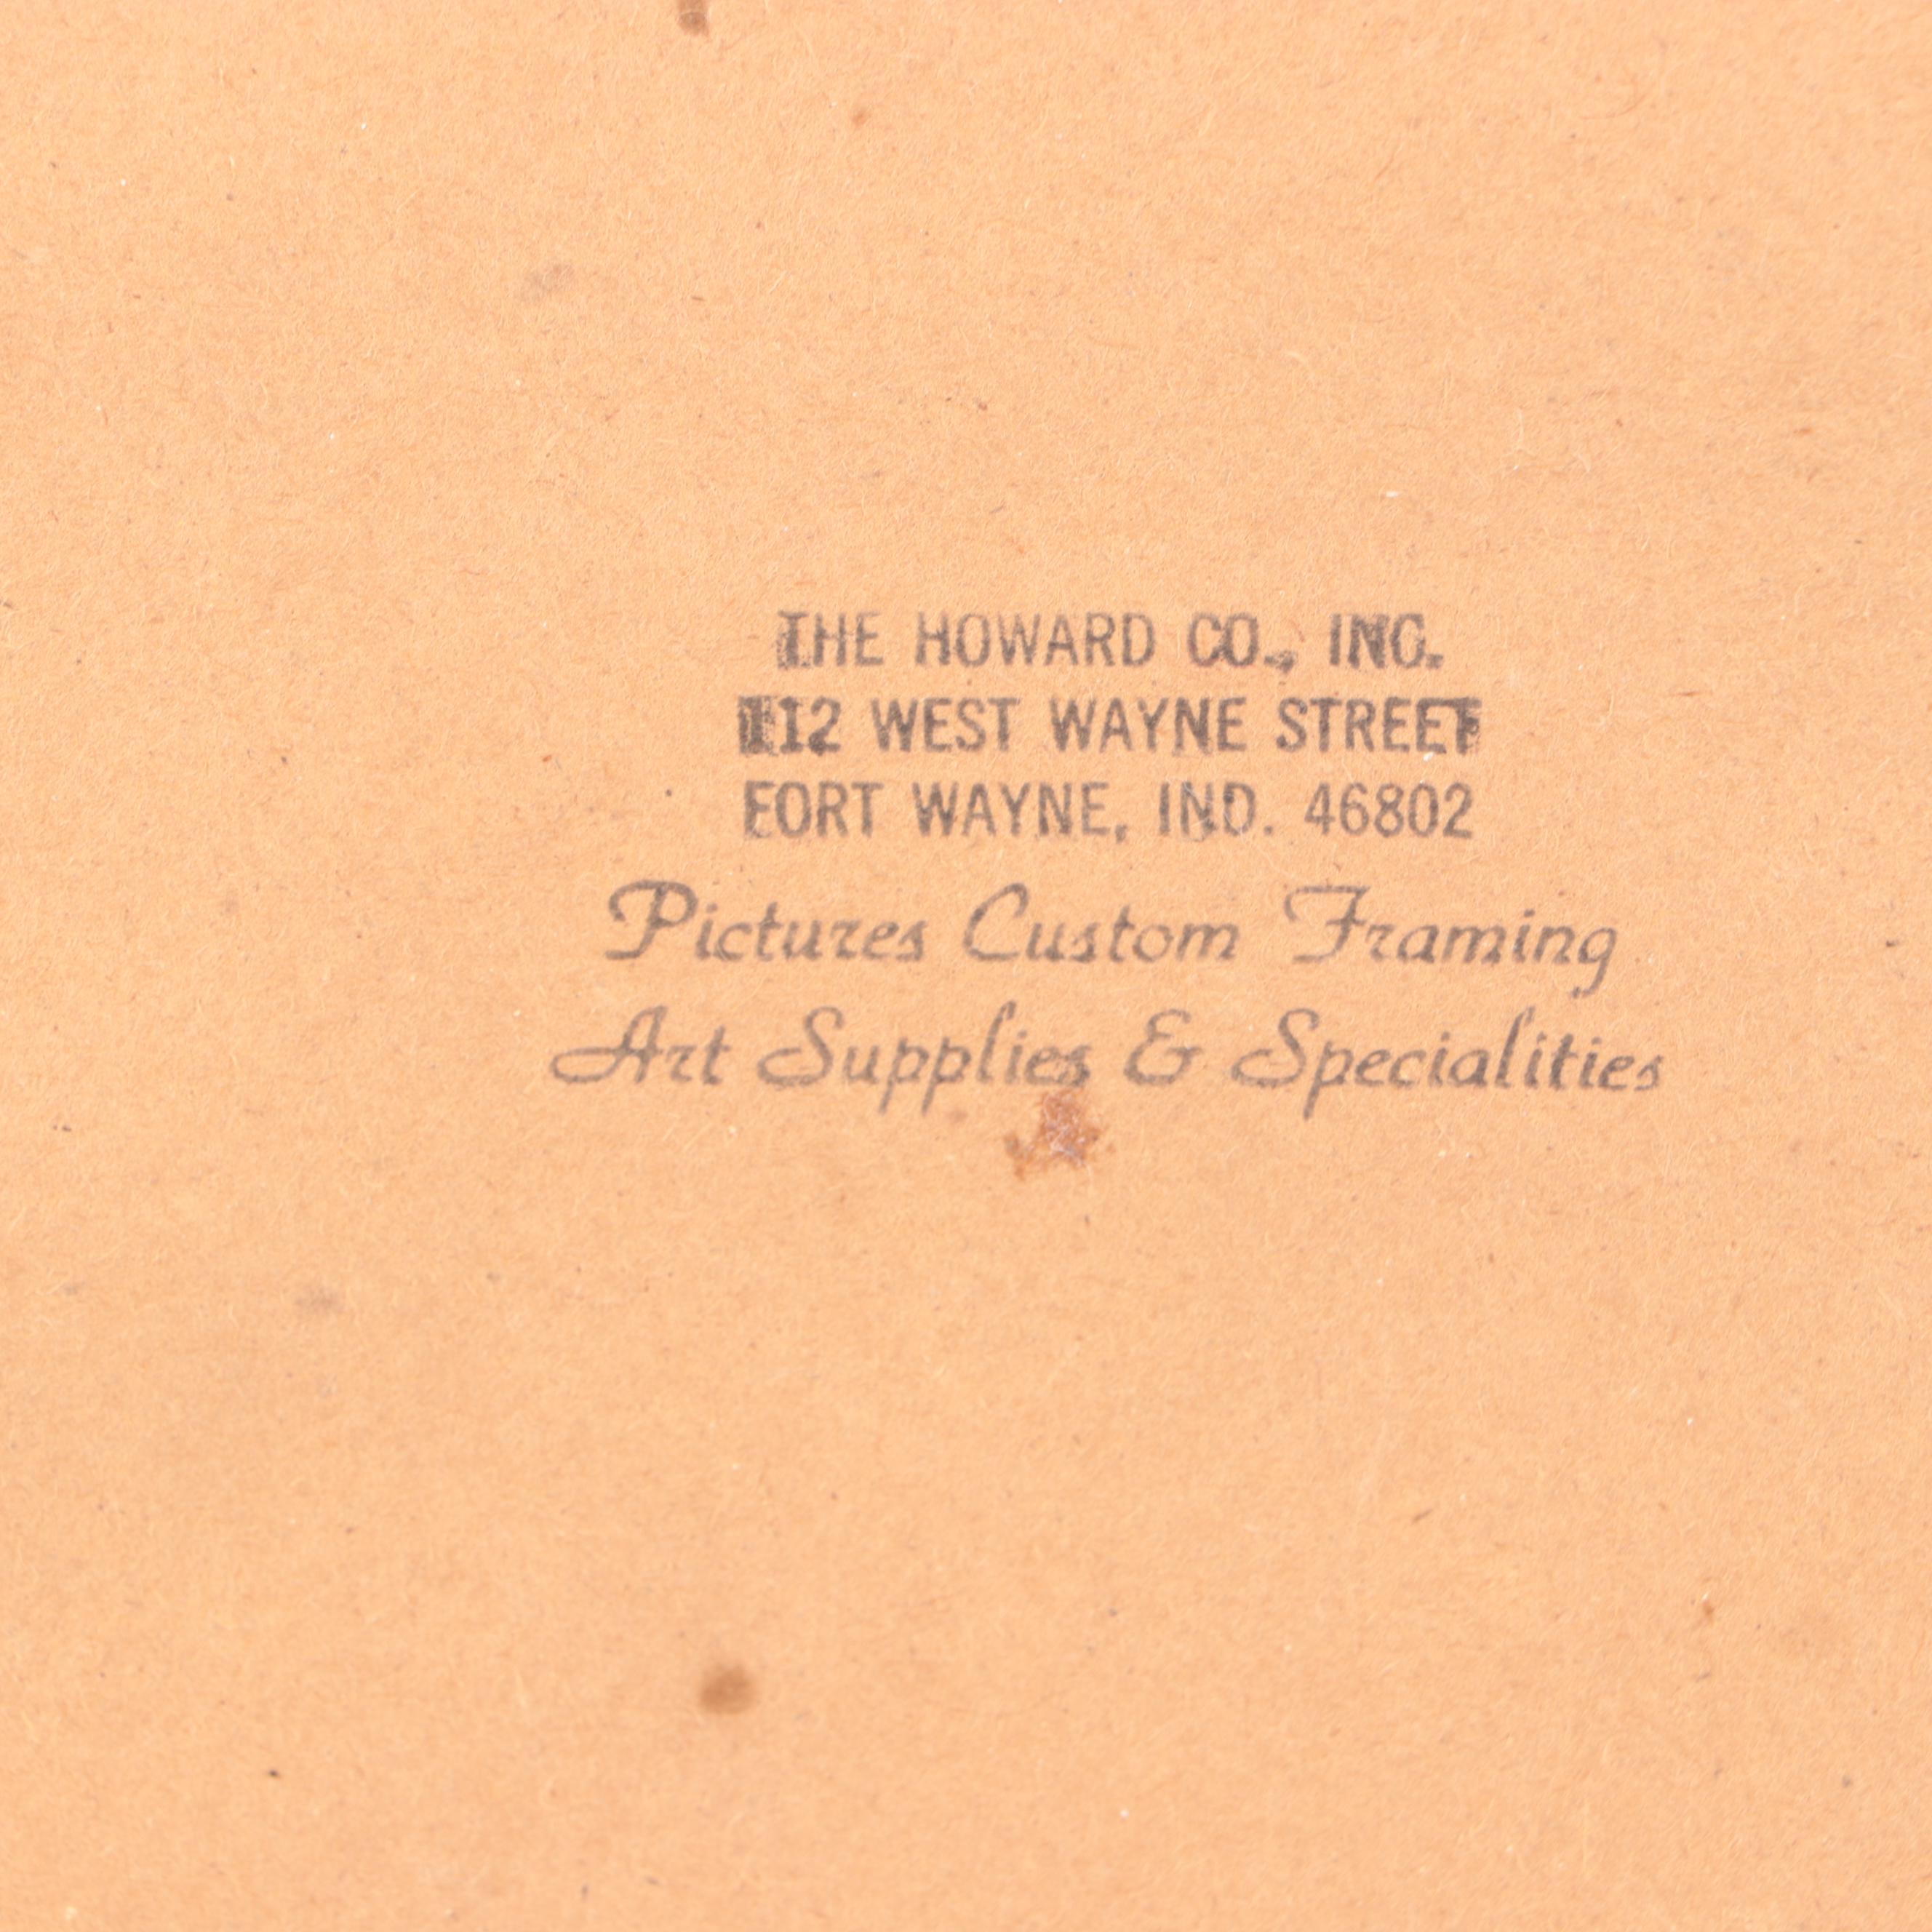 THE HOWARD CO., INC.
112 WEST WAYNE STREET
FORT WAYNE, IND. 46802
Pictures Custom Framing
Art Supplies & Specialities